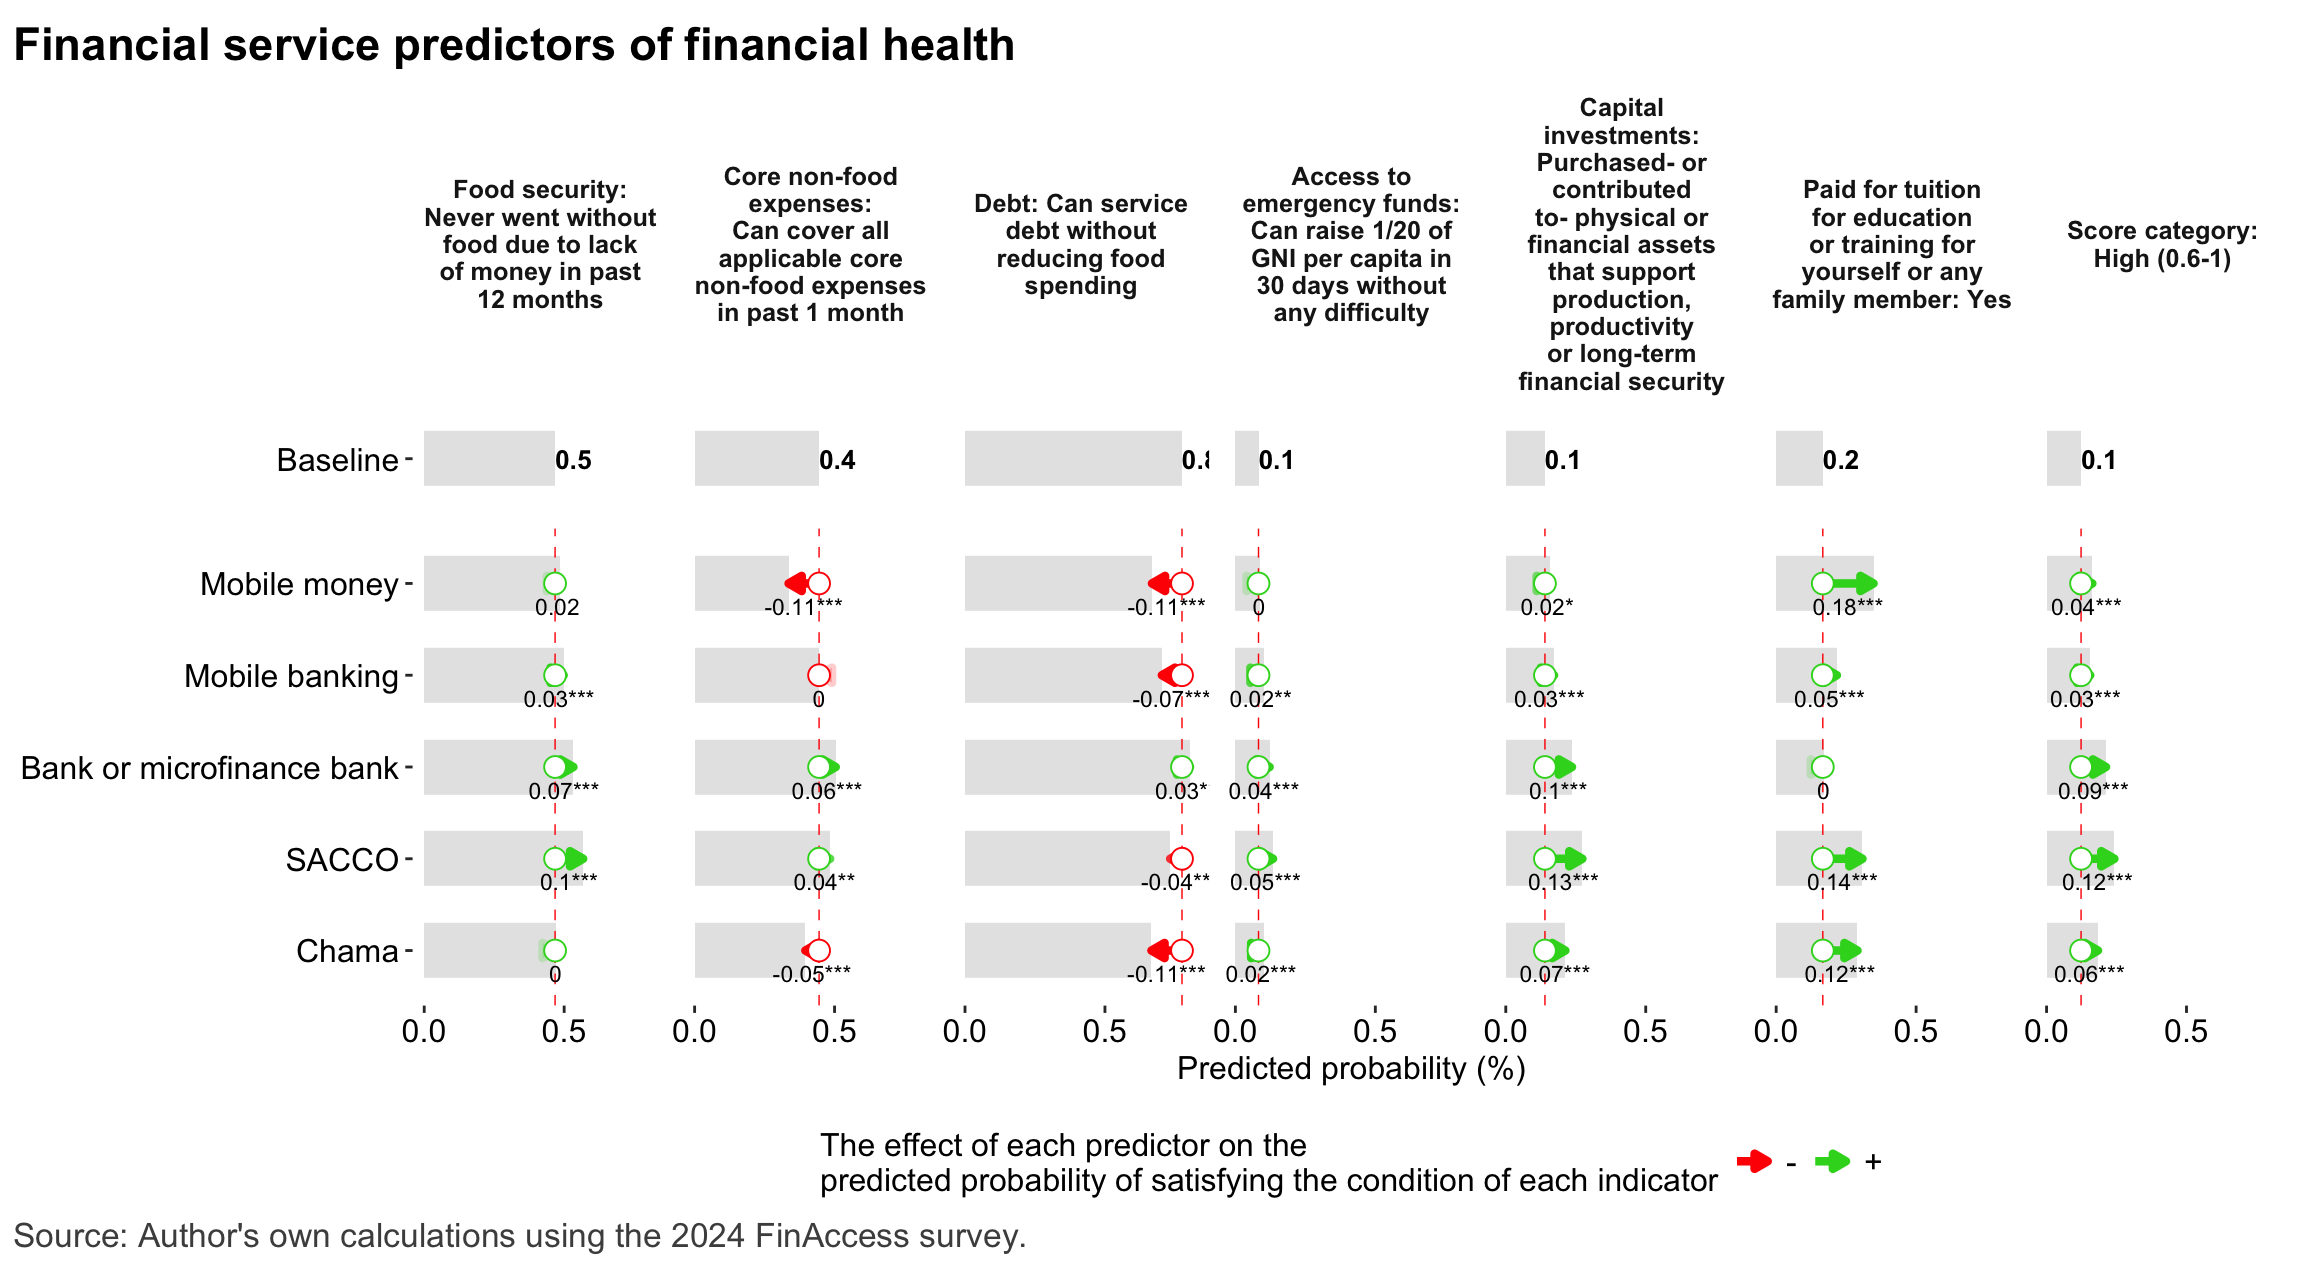 Financial service predictors of financial health
Food security:
Never went without
food due to lack
of money in past
12 months
Core non-food
expenses:
Can cover all
applicable core
non-food expenses
in past 1 month
Debt: Can service
debt without
reducing food
spending
Access to
emergency funds:
Can raise 1/20 of
GNI per capita in
30 days without
any difficulty
Capital
investments:
Purchased- or
contributed
to- physical or
financial assets
that support
production,
productivity
or long-term
financial security
Paid for tuition
for education
or training for
yourself or any
family member: Yes
Score category:
High (0.6-1)
Baseline 0.5 0.4 0.1 0.1 0.2 0.1
Mobile money 0.02 -0.11*** -0.11*** 0 0.02* 0.18*** 0.04***
Mobile banking 0.03*** 0 -0.07*** 0.02** 0.03*** 0.05*** 0.03***
Bank or microfinance bank 0.07*** 0.06*** 0.03* 0.04*** 0.1*** 0 0.09***
SACCO 0.1*** 0.04** -0.04** 0.05*** 0.13*** 0.14*** 0.12***
Chama 0 -0.05*** -0.11*** 0.02*** 0.07*** 0.12*** 0.06***
0.0 0.5 0.0 0.5 0.0 0.5 0.0 0.5 0.0 0.5 0.0 0.5 0.0 0.5
Predicted probability (%)
The effect of each predictor on the
predicted probability of satisfying the condition of each indicator - +
Source: Author's own calculations using the 2024 FinAccess survey.